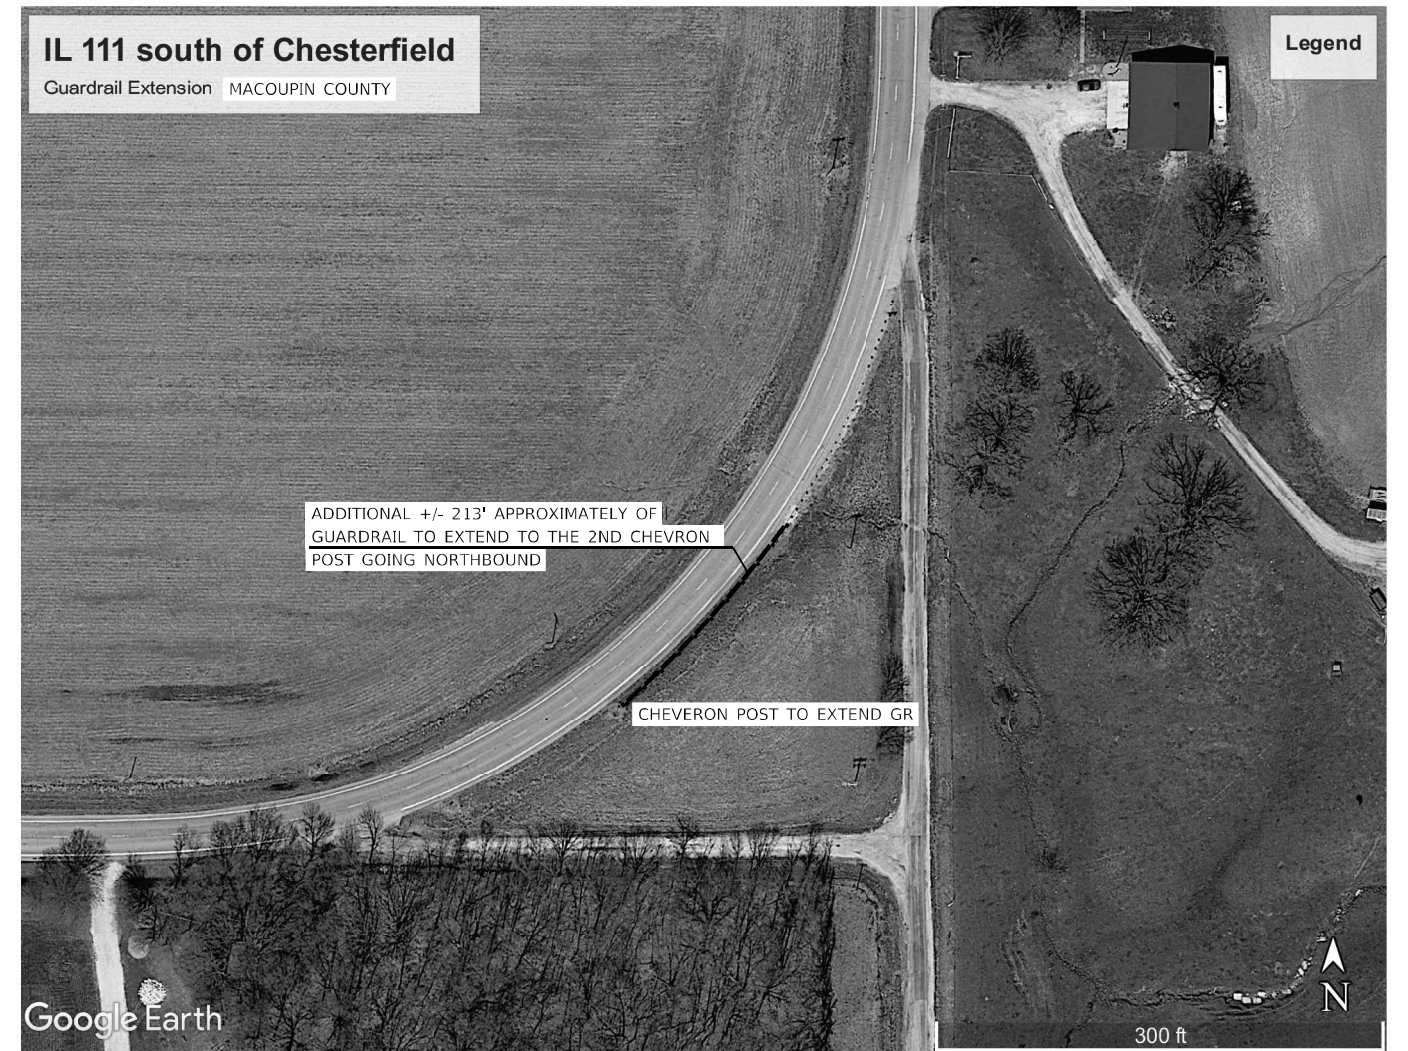 IL 111 south of Chesterfield
Guardrail Extension MACOUPIN COUNTY
Legend
ADDITIONAL +/- 213' APPROXIMATELY OF
GUARDRAIL TO EXTEND TO THE 2ND CHEVRON
POST GOING NORTHBOUND
CHEVERON POST TO EXTEND GR
N
Google Earth
300 ft